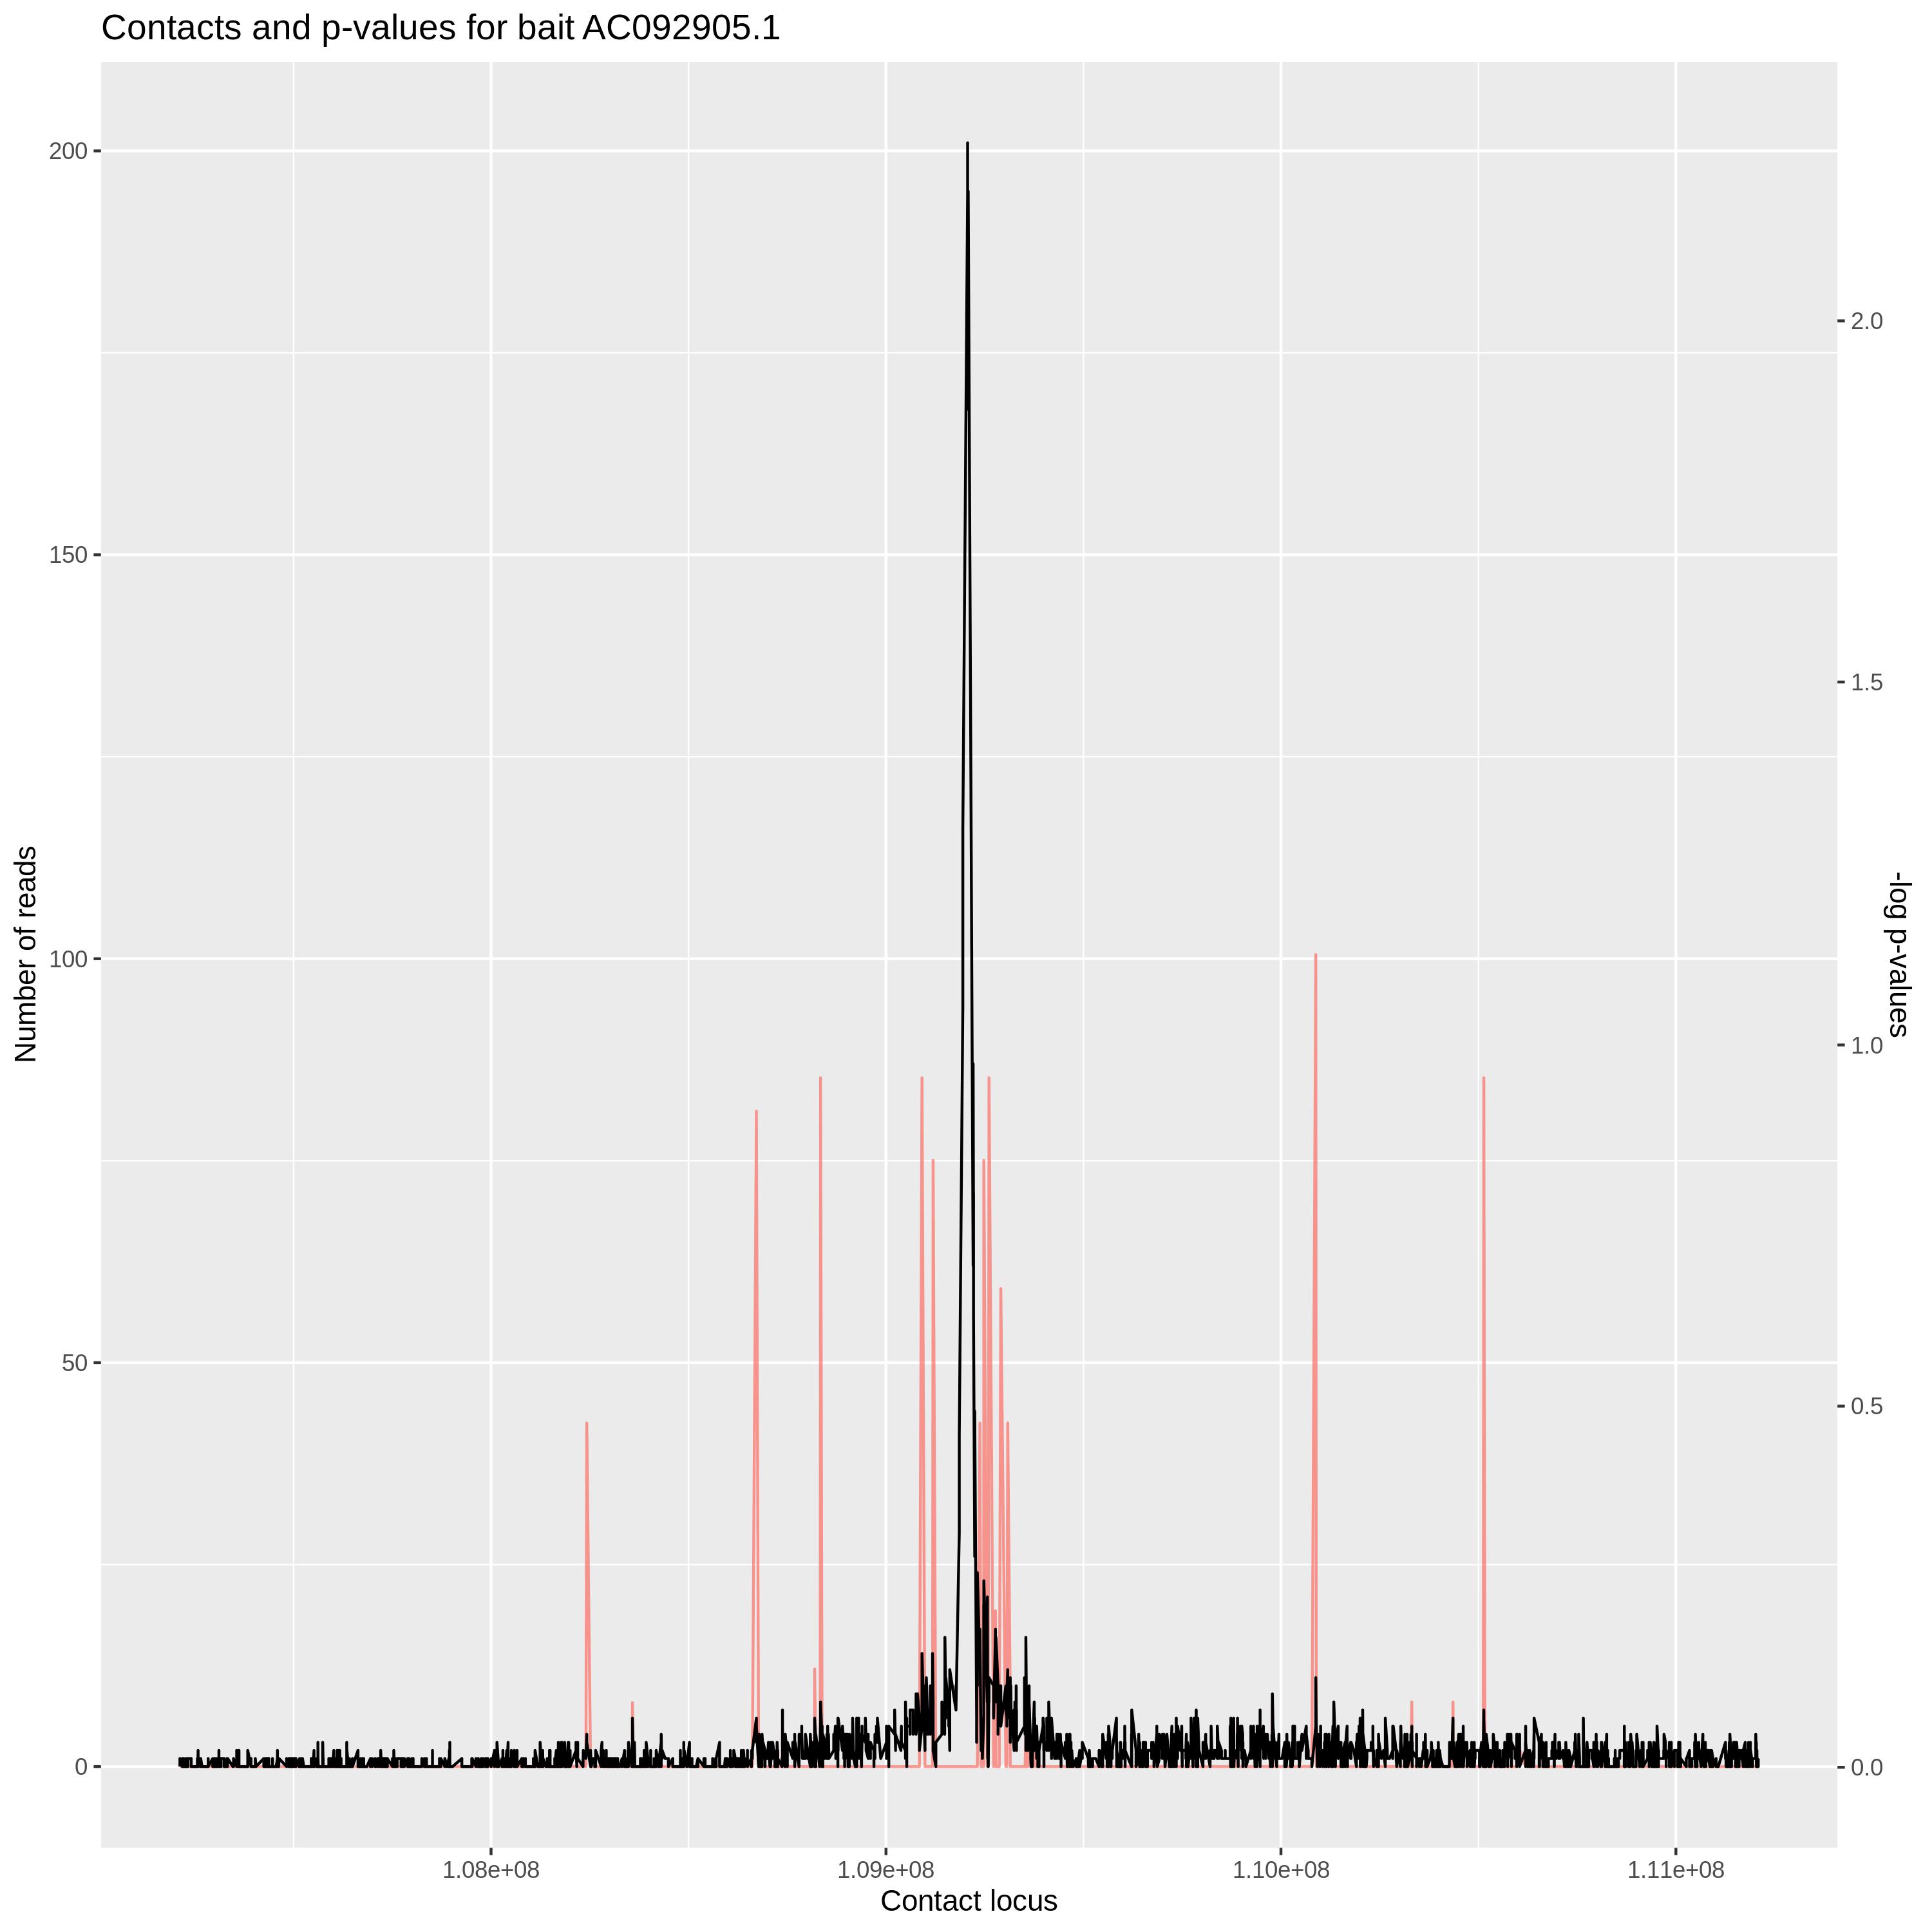 Contacts and p-values for bait AC092905.1
200
150
100
50
0
Number of reads
2.0
1.5
1.0
0.5
0.0
-log p-values
1.08e+08
1.09e+08
1.10e+08
1.11e+08
Contact locus